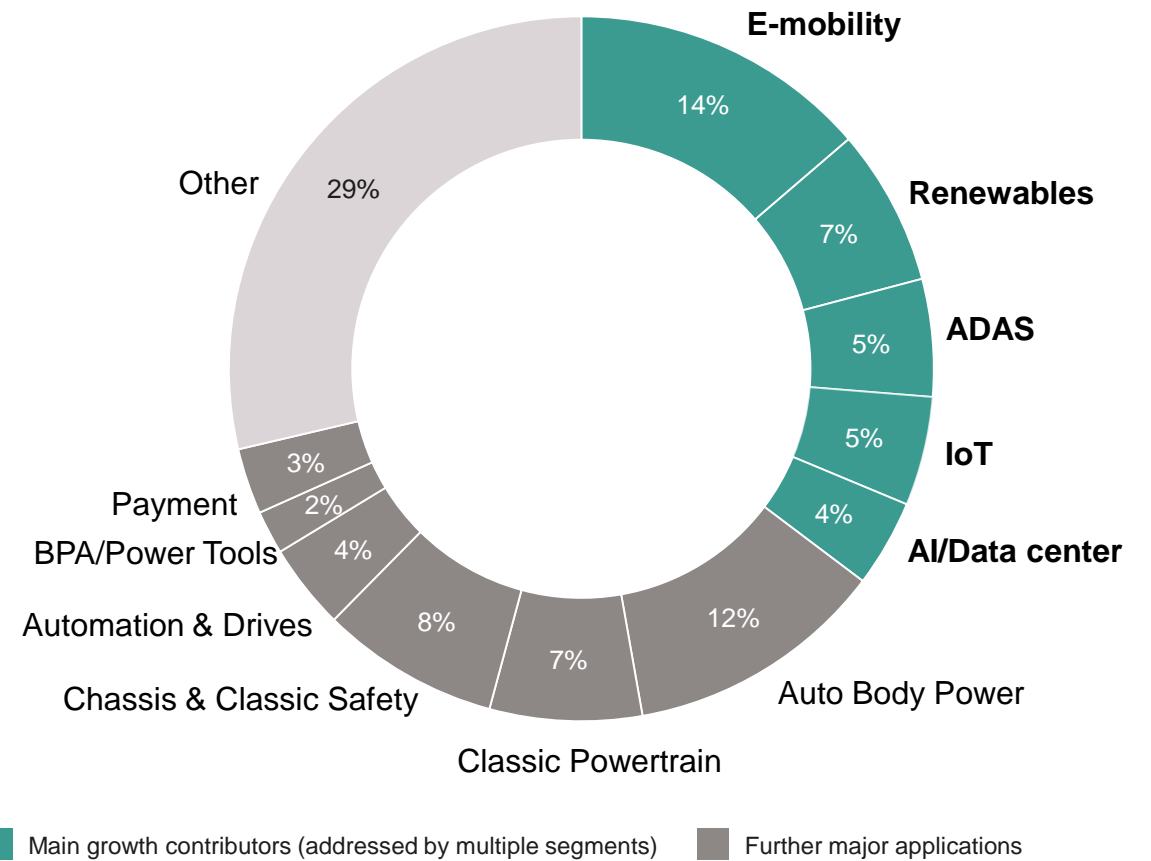 E-mobility
14%
Renewables
7%
ADAS
5%
IoT
5%
AI/Data center
4%
Auto Body Power
12%
Classic Powertrain
7%
Chassis & Classic Safety
8%
Automation & Drives
4%
BPA/Power Tools
2%
Payment
3%
Other
29%
Main growth contributors (addressed by multiple segments)
Further major applications